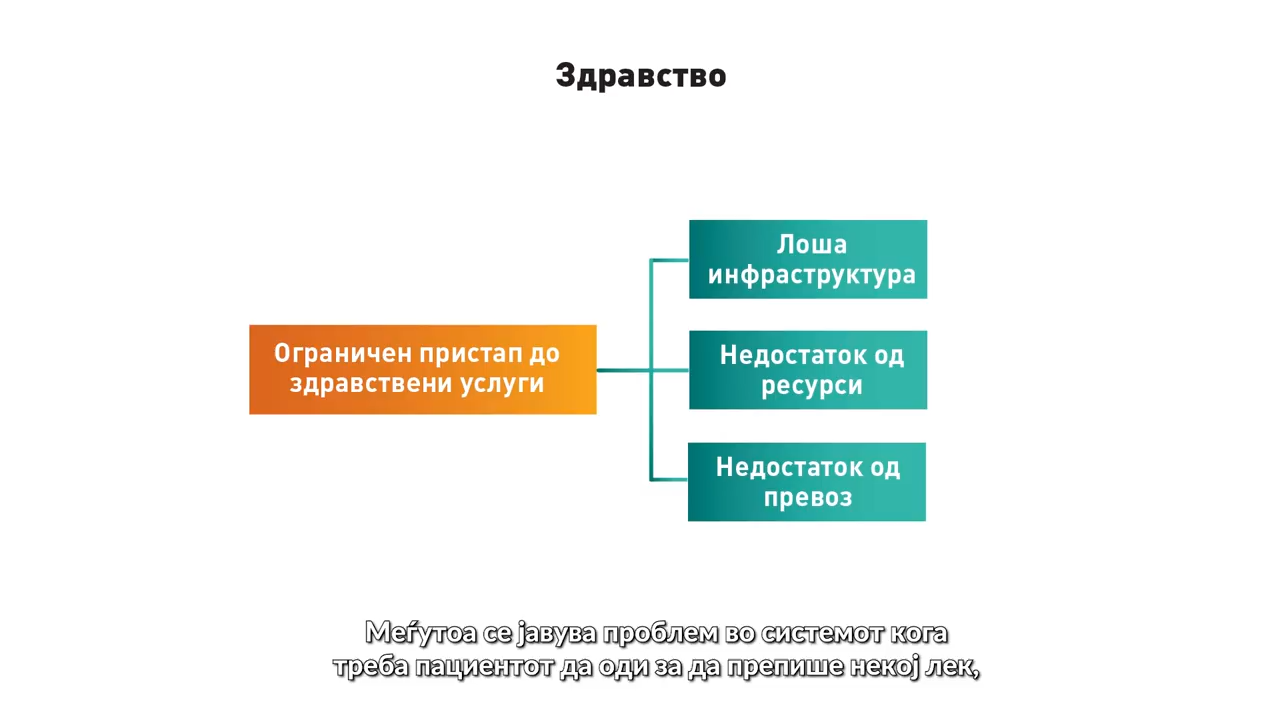 Здравство
Ограничен пристап до
здравствени услуги
Лоша
инфраструктура
Недостаток од
ресурси
Недостаток од
превоз
Меѓутоа се јавува проблем во системот кога
треба пациентот да оди за да препише некој лек,